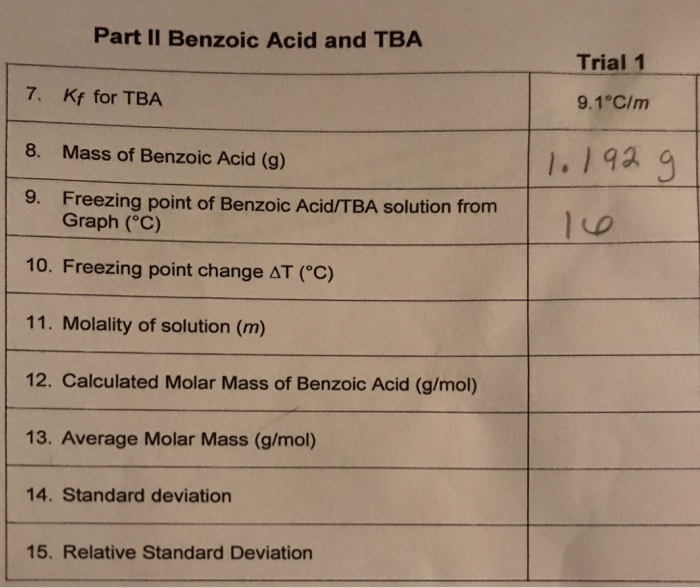 Part II Benzoic Acid and TBA
Trial 1
7. Kf for TBA
9.1°C/m
8. Mass of Benzoic Acid (g)
1.192 g
9. Freezing point of Benzoic Acid/TBA solution from
Graph (°C)
16
10. Freezing point change ΔT (°C)
11. Molality of solution (m)
12. Calculated Molar Mass of Benzoic Acid (g/mol)
13. Average Molar Mass (g/mol)
14. Standard deviation
15. Relative Standard Deviation